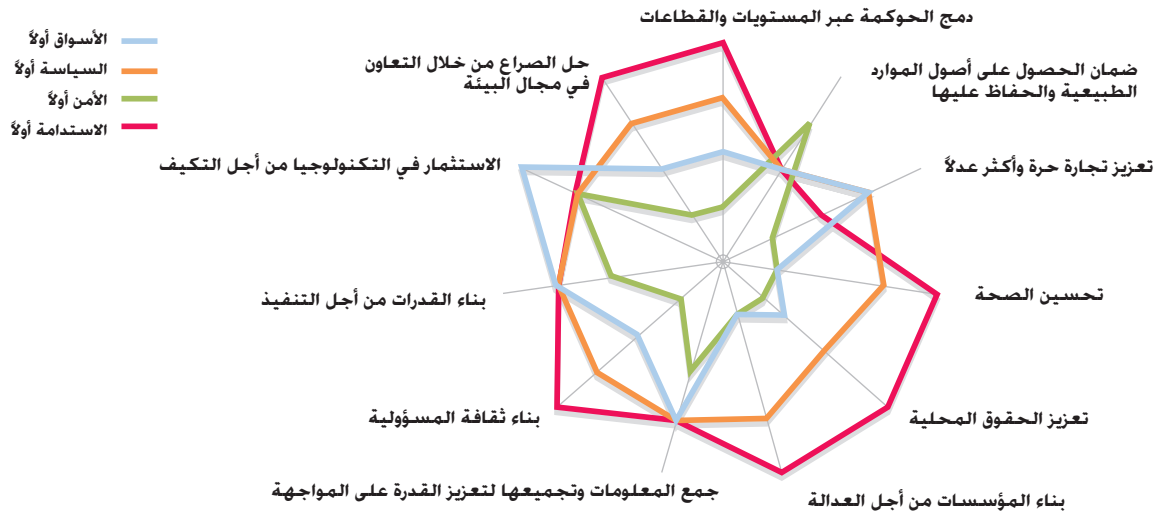 الأسواق أولاً
السياسة أولاً
الأمن أولاً
الاستدامة أولاً
دمج الحوكمة عبر المستويات والقطاعات
ضمان الحصول على أصول الموارد
الطبيعية والحفاظ عليها
تعزيز تجارة حرة وأكثر عدلاً
تحسين الصحة
تعزيز الحقوق المحلية
بناء المؤسسات من أجل العدالة
جمع المعلومات وتجميعها لتعزيز القدرة على المواجهة
بناء ثقافة المسؤولية
بناء القدرات من أجل التنفيذ
الاستثمار في التكنولوجيا من أجل التكيف
حل الصراع من خلال التعاون
في مجال البيئة